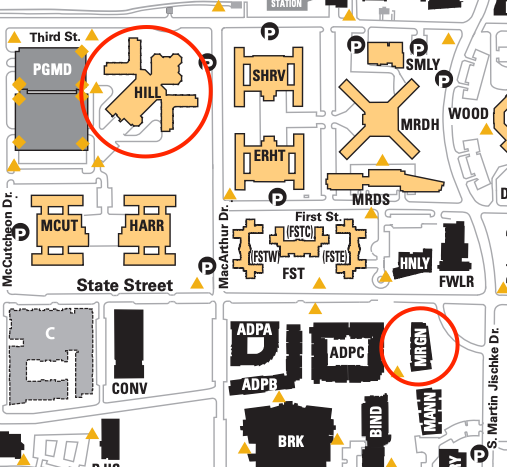 STATION
Third St.
P
PGMD
HILL
P
SHRV
P
P
SMLY
P
MRDH
WOOD
ERHT
MRDS
P
McCutcheon Dr.
MCUT
HARR
P
P
MacArthur Dr.
First St.
(FSTC)
(FSTW)
(FSTE)
FST
HNLY
FWLR
State Street
C
CONV
ADPA
ADPB
ADPC
MRGN
S. Martin Jischke Dr.
BRK
BIND
MANN
P